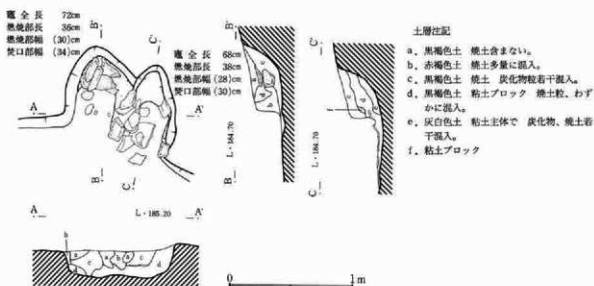 竈全長 72cm
燃焼部長 36cm
燃焼部幅 (30)cm
焚口部幅 (34)cm
竈全長 68cm
燃焼部長 38cm
燃焼部幅 (28)cm
焚口部幅 (30)cm
B'
C'
A
A'
B
C
B'
L・184.70
B
C'
f
L・184.70
C
土層注記
a、黒褐色土 焼土含まない。
b、赤褐色土 焼土多量に混入。
c、黒褐色土 焼土 炭化物粒若干混入。
d、黒褐色土 粘土ブロック 焼土粒、わず
かに混入。
e、灰白色土 粘土主体で 炭化物、焼土若
干混入。
f、粘土ブロック
A
L・185.20
A'
b
a
c
a
b
a
c
d
0
1m